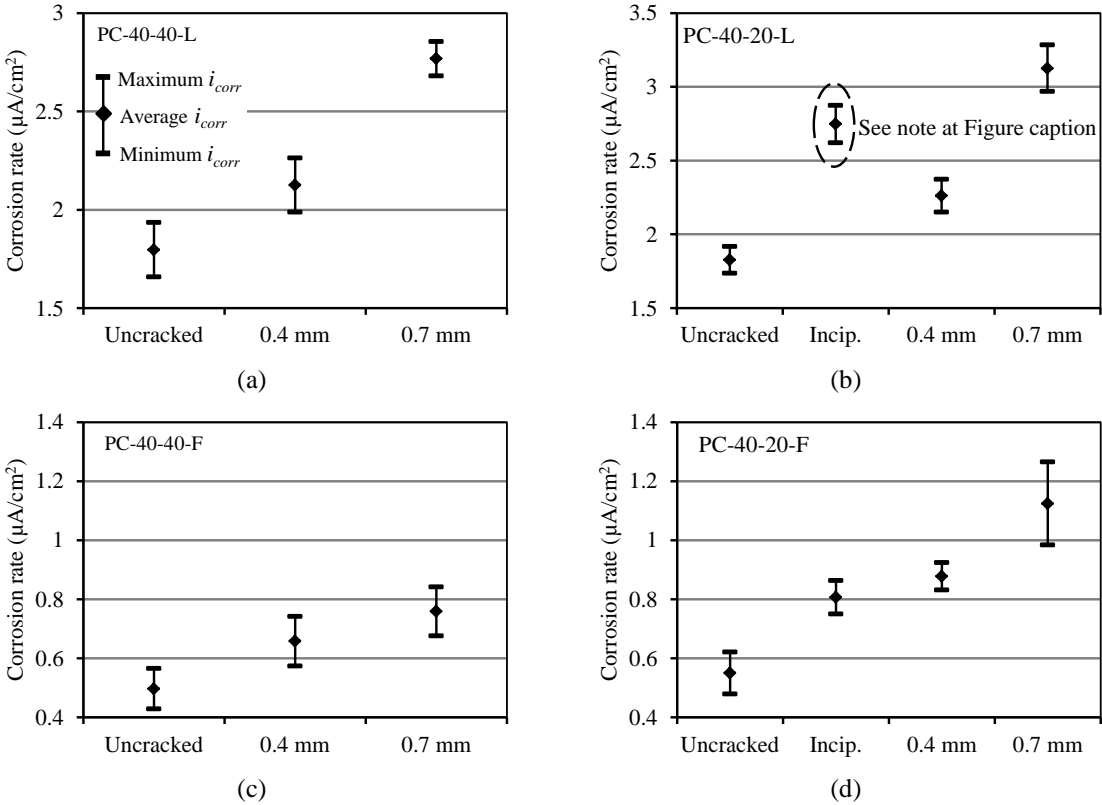 PC-40-40-L
Maximum i_corr
Average i_corr
Minimum i_corr
Corrosion rate (µA/cm²)
3
2.5
2
1.5
Uncracked 0.4 mm 0.7 mm
(a)
PC-40-20-L
See note at Figure caption
Corrosion rate (µA/cm²)
3.5
3
2.5
2
1.5
Uncracked Incip. 0.4 mm 0.7 mm
(b)
PC-40-40-F
Corrosion rate (µA/cm²)
1.4
1.2
1
0.8
0.6
0.4
Uncracked 0.4 mm 0.7 mm
(c)
PC-40-20-F
Corrosion rate (µA/cm²)
1.4
1.2
1
0.8
0.6
0.4
Uncracked Incip. 0.4 mm 0.7 mm
(d)